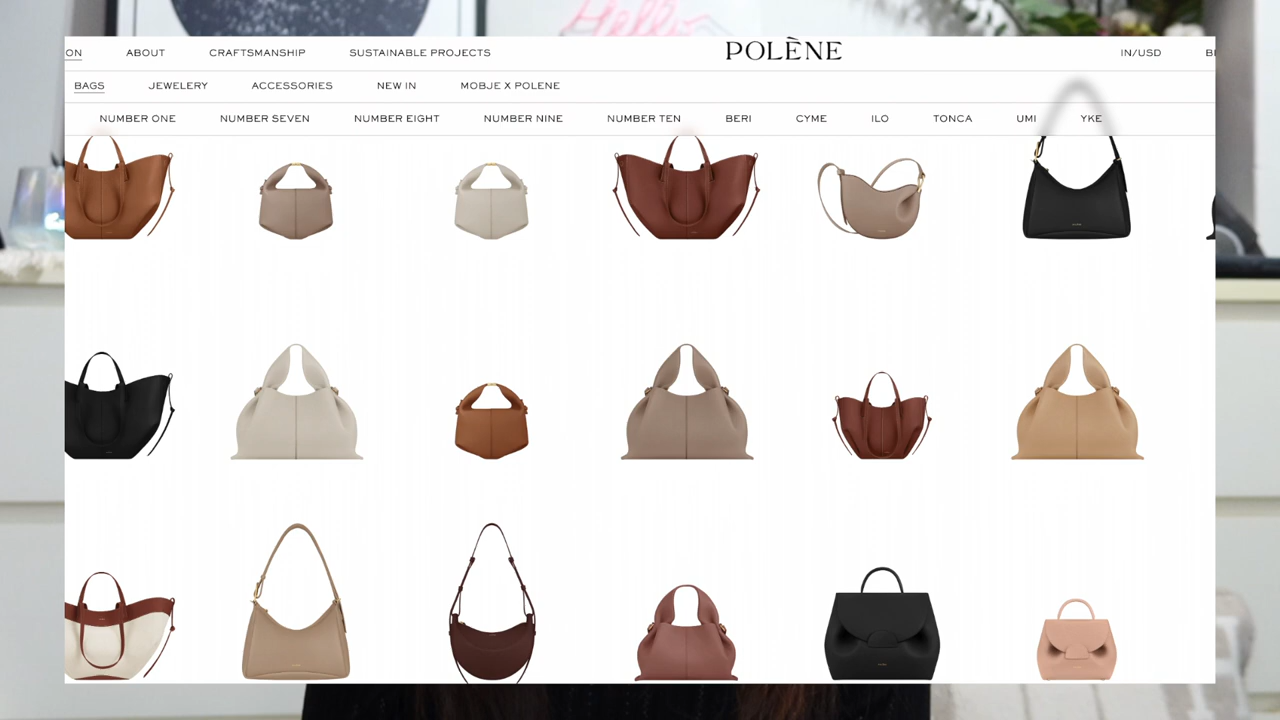 Hello
ON ABOUT CRAFTSMANSHIP SUSTAINABLE PROJECTS POLÈNE IN/USD
BAGS JEWELERY ACCESSORIES NEW IN MOBJE X POLENE
NUMBER ONE NUMBER SEVEN NUMBER EIGHT NUMBER NINE NUMBER TEN BERI CYME ILO TONCA UMI YKE